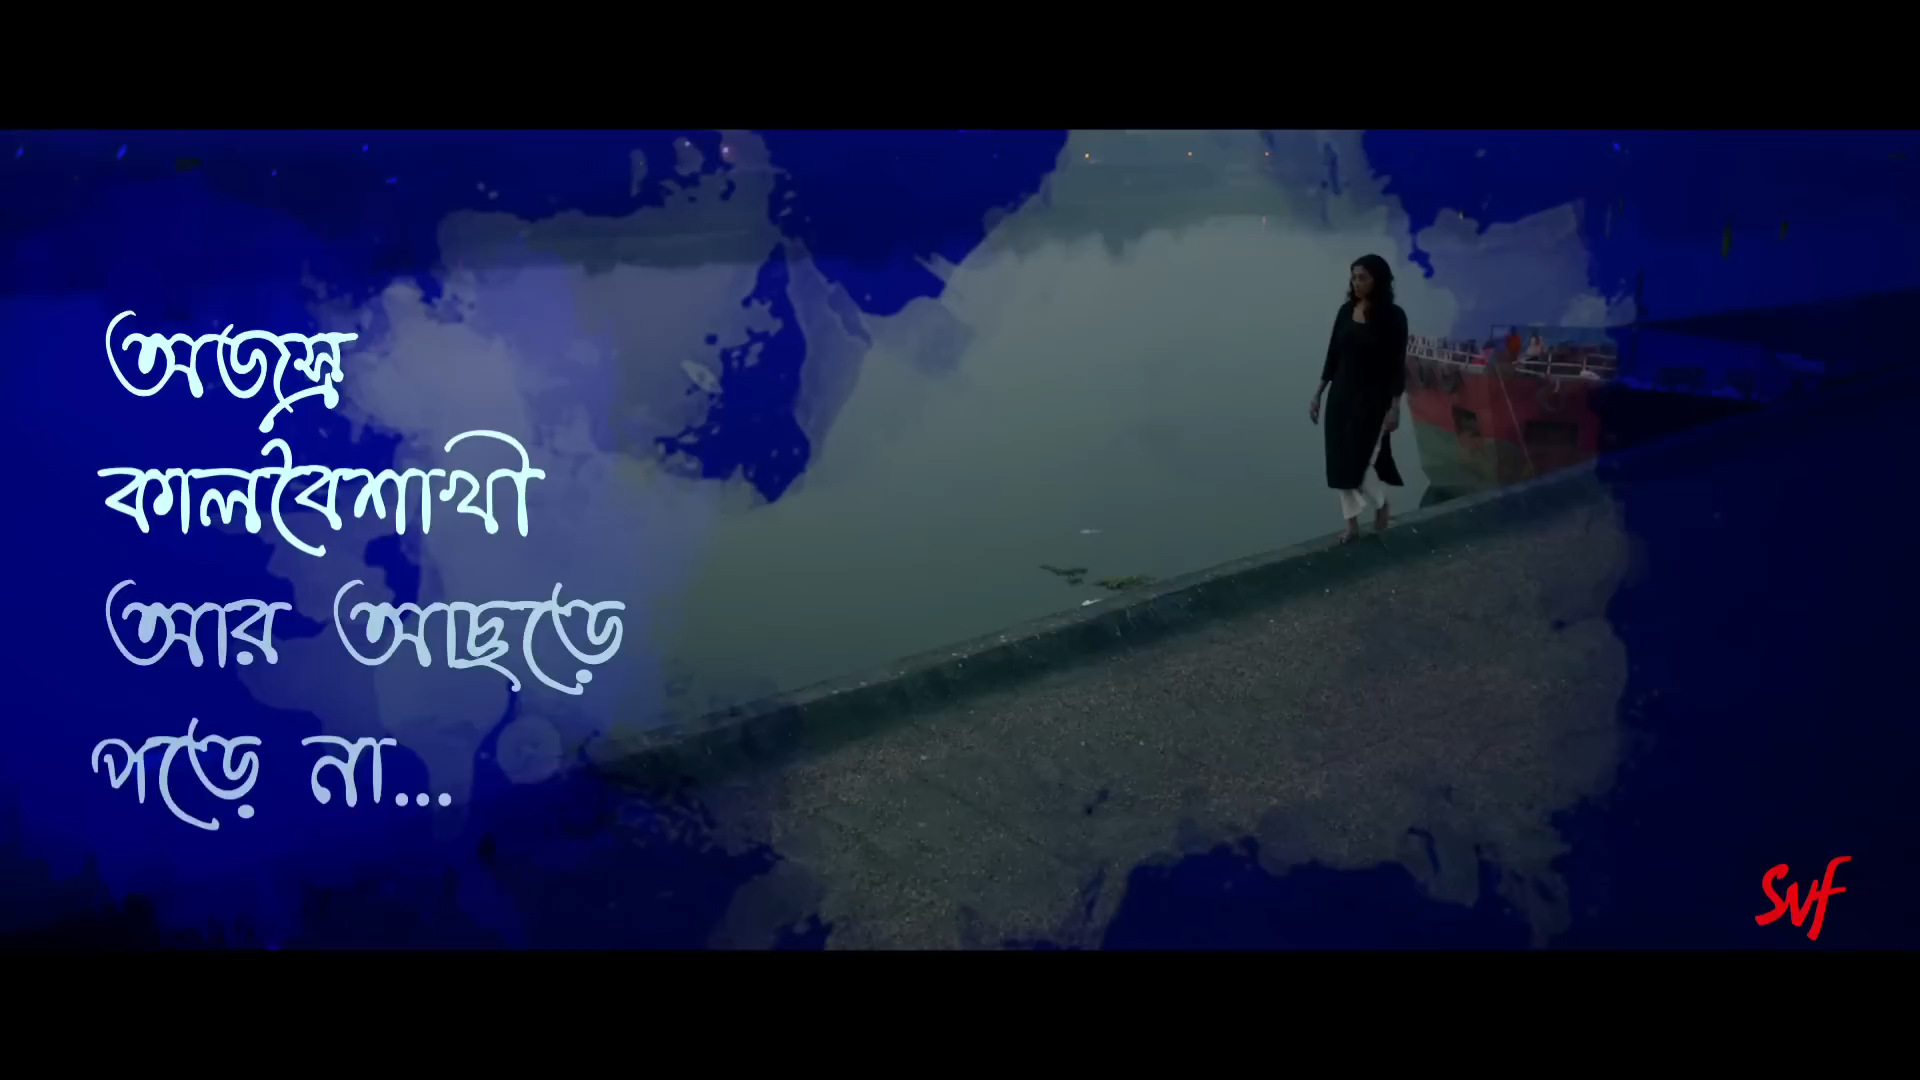 অজস্র
কালবৈশাখী
আর আছড়ে
পড়ে না...
svf